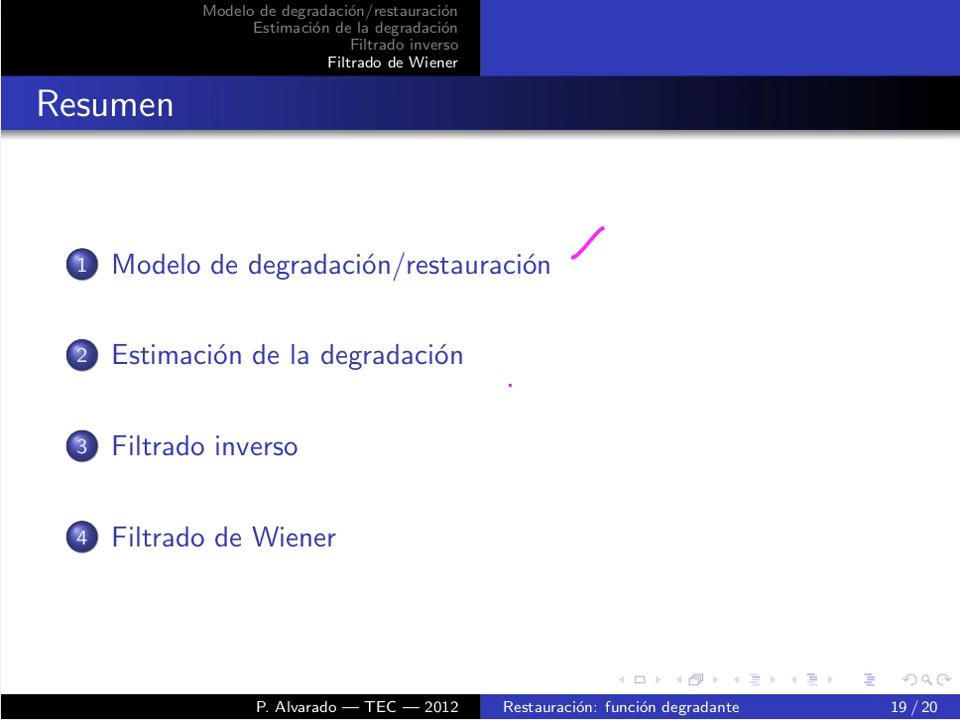 Modelo de degradación/restauración
Estimación de la degradación
Filtrado inverso
Filtrado de Wiener
Resumen
1 Modelo de degradación/restauración
2 Estimación de la degradación
3 Filtrado inverso
4 Filtrado de Wiener
P. Alvarado — TEC — 2012 Restauración: función degradante 19 / 20